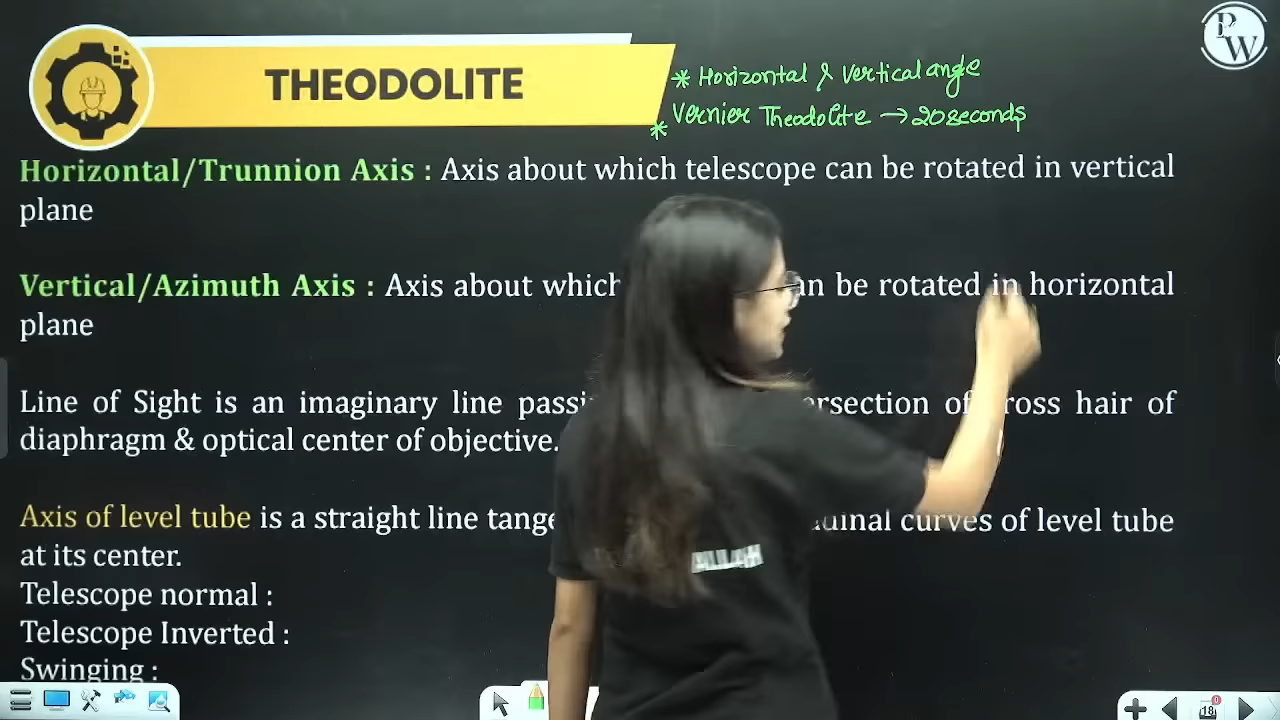 PW
THEODOLITE
* Horizontal & Vertical angle
* Vernier Theodolite → 20 seconds
Horizontal/Trunnion Axis : Axis about which telescope can be rotated in vertical
plane
Vertical/Azimuth Axis : Axis about which an be rotated in horizontal
plane
Line of Sight is an imaginary line passi rsection of ross hair of
diaphragm & optical center of objective.
Axis of level tube is a straight line tange dinal curves of level tube
at its center.
Telescope normal :
Telescope Inverted :
Swinging :
18